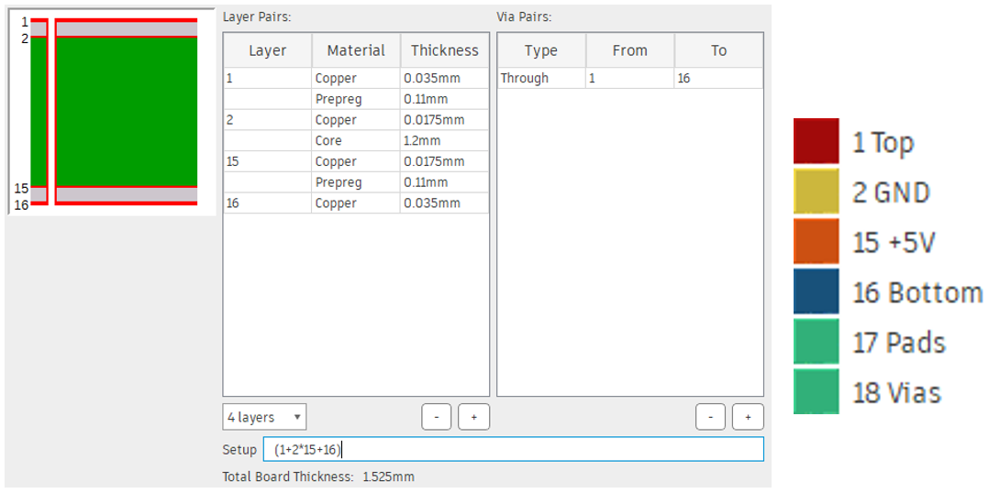 1
2
15
16
Layer Pairs:
Layer Material Thickness
1 Copper 0.035mm
Prepreg 0.11mm
2 Copper 0.0175mm
Core 1.2mm
15 Copper 0.0175mm
Prepreg 0.11mm
16 Copper 0.035mm
4 layers - +
Via Pairs:
Type From To
Through 1 16
- +
Setup (1+2*15+16)
Total Board Thickness: 1.525mm
1 Top
2 GND
15 +5V
16 Bottom
17 Pads
18 Vias